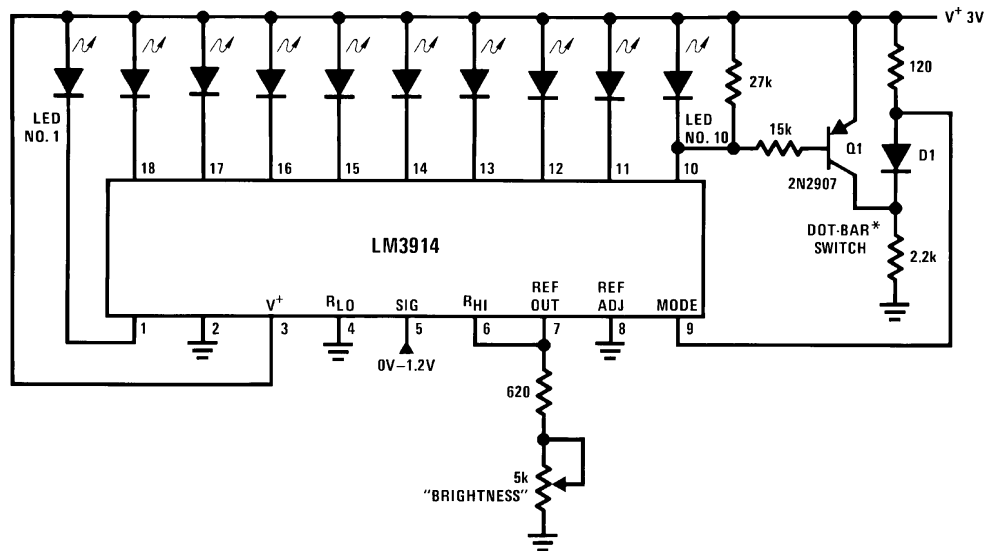 V+ 3V
120
27k
LED
NO. 1
LED
NO. 10
15k
Q1
D1
2N2907
18
17
16
15
14
13
12
11
10
DOT-BAR*
SWITCH
2.2k
LM3914
V+
RLO
SIG
RHI
REF
OUT
REF
ADJ
MODE
1
2
3
4
5
6
7
8
9
0V–1.2V
620
5k
"BRIGHTNESS"